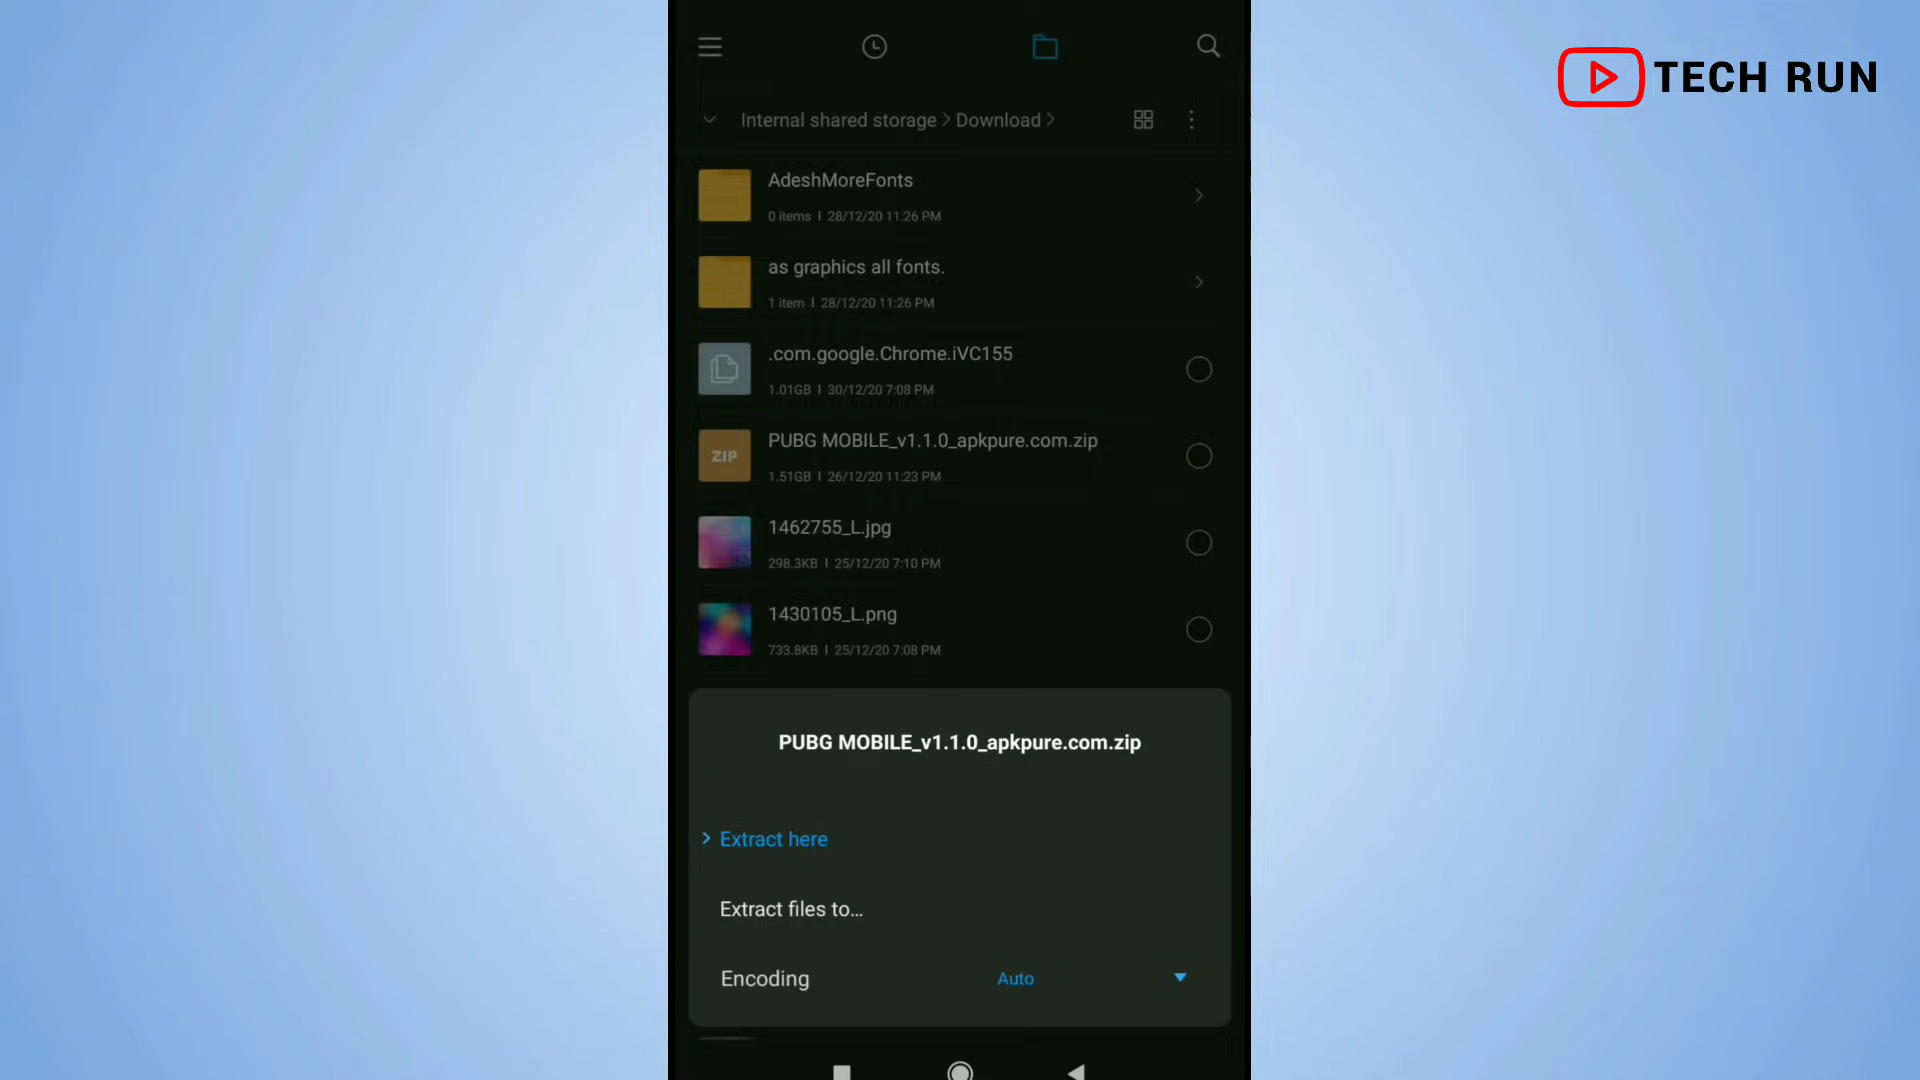 TECH RUN
Internal shared storage > Download >
AdeshMoreFonts
0 items | 28/12/20 11:26 PM
as graphics all fonts.
1 item | 28/12/20 11:26 PM
.com.google.Chrome.iVC155
1.01GB | 30/12/20 7:08 PM
ZIP
PUBG MOBILE_v1.1.0_apkpure.com.zip
1.51GB | 26/12/20 11:23 PM
1462755_L.jpg
298.3KB | 25/12/20 7:10 PM
1430105_L.png
733.8KB | 25/12/20 7:08 PM
PUBG MOBILE_v1.1.0_apkpure.com.zip
> Extract here
Extract files to...
Encoding Auto